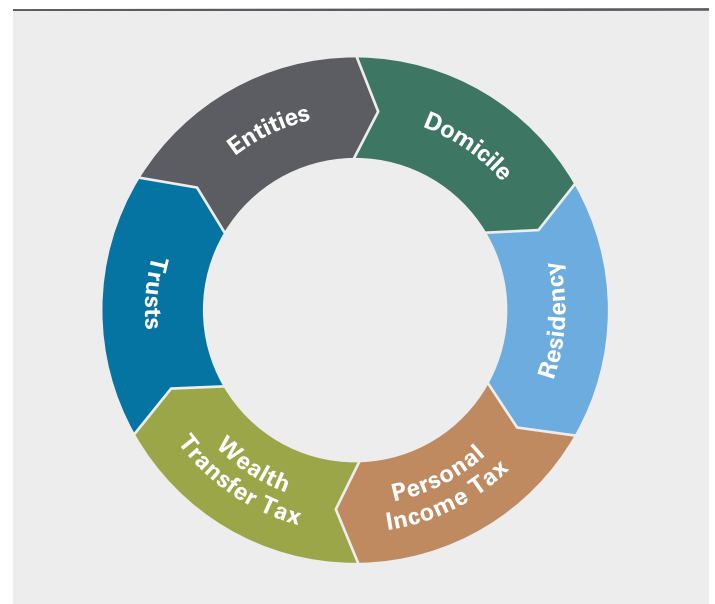 Entities
Domicile
Residency
Personal
Income Tax
Wealth
Transfer Tax
Trusts